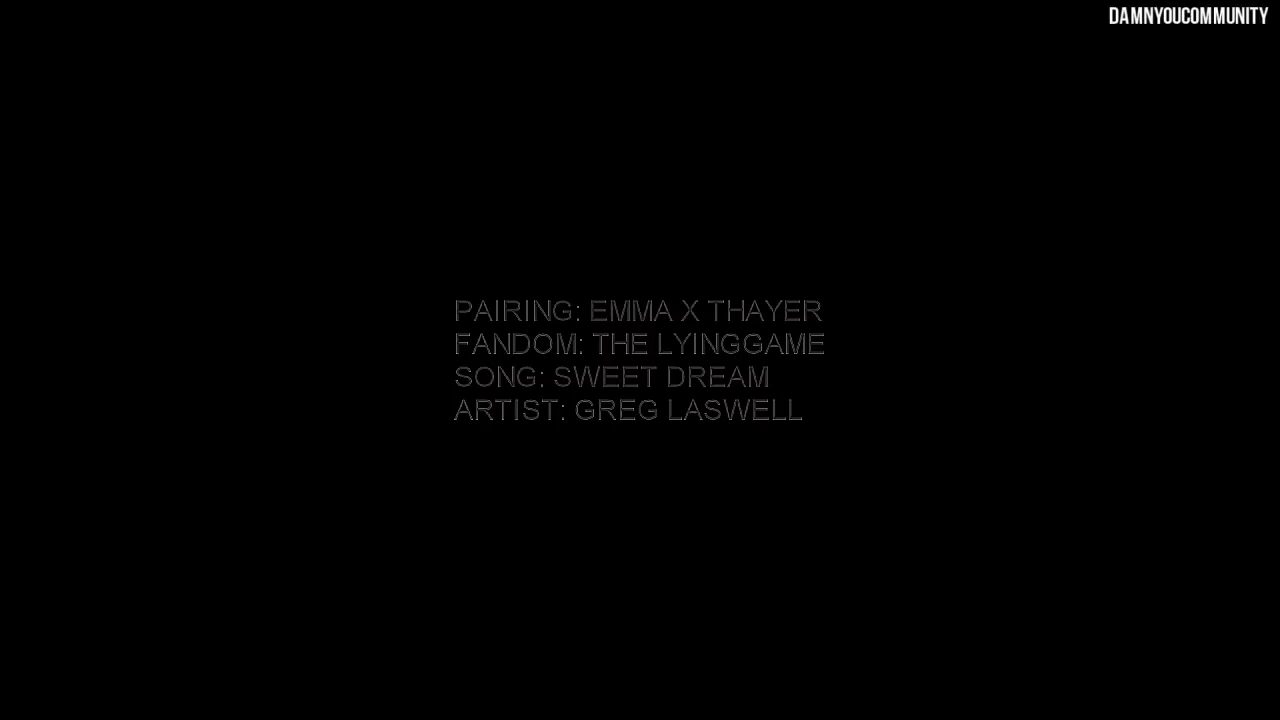 DAMNYOUCOMMUNITY
PAIRING: EMMA X THAYER
FANDOM: THE LYINGGAME
SONG: SWEET DREAM
ARTIST: GREG LASWELL